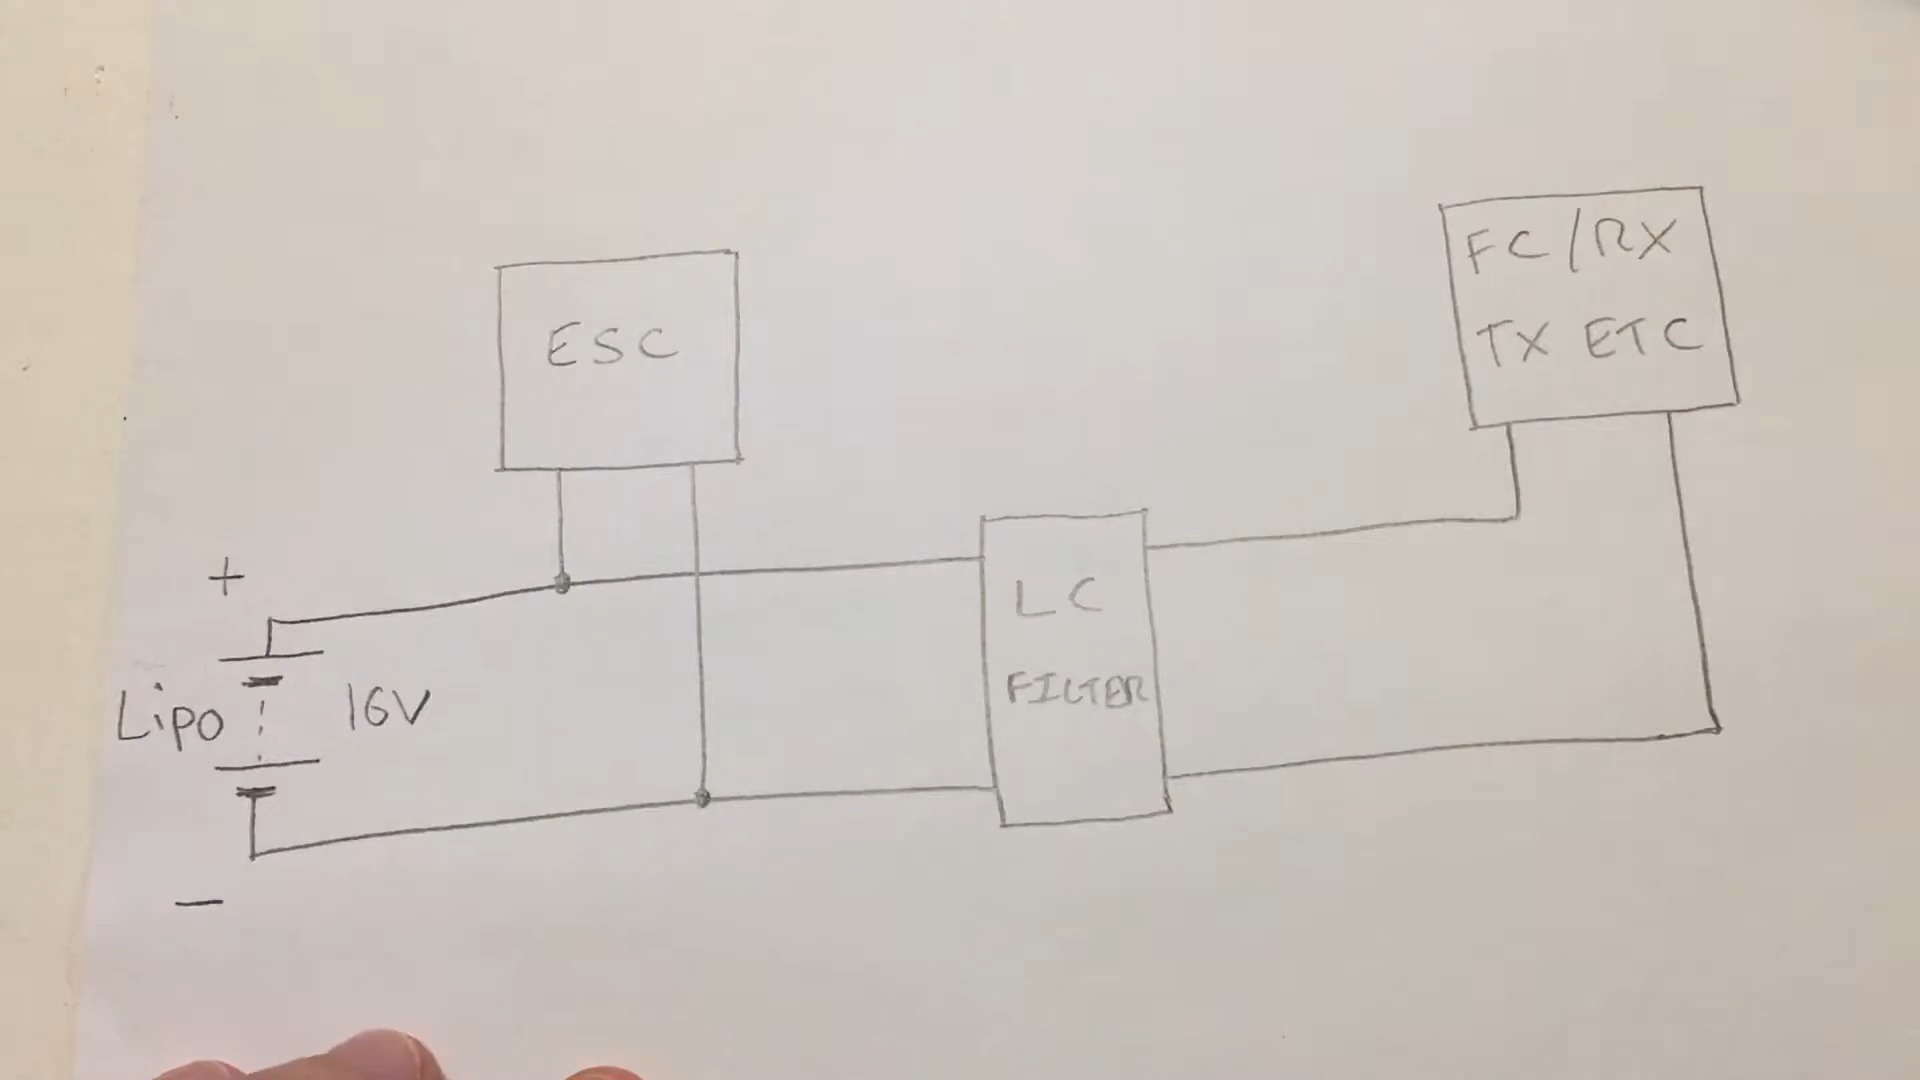 FC/RX
TX ETC
ESC
+
LC
FILTER
Lipo 16V
−